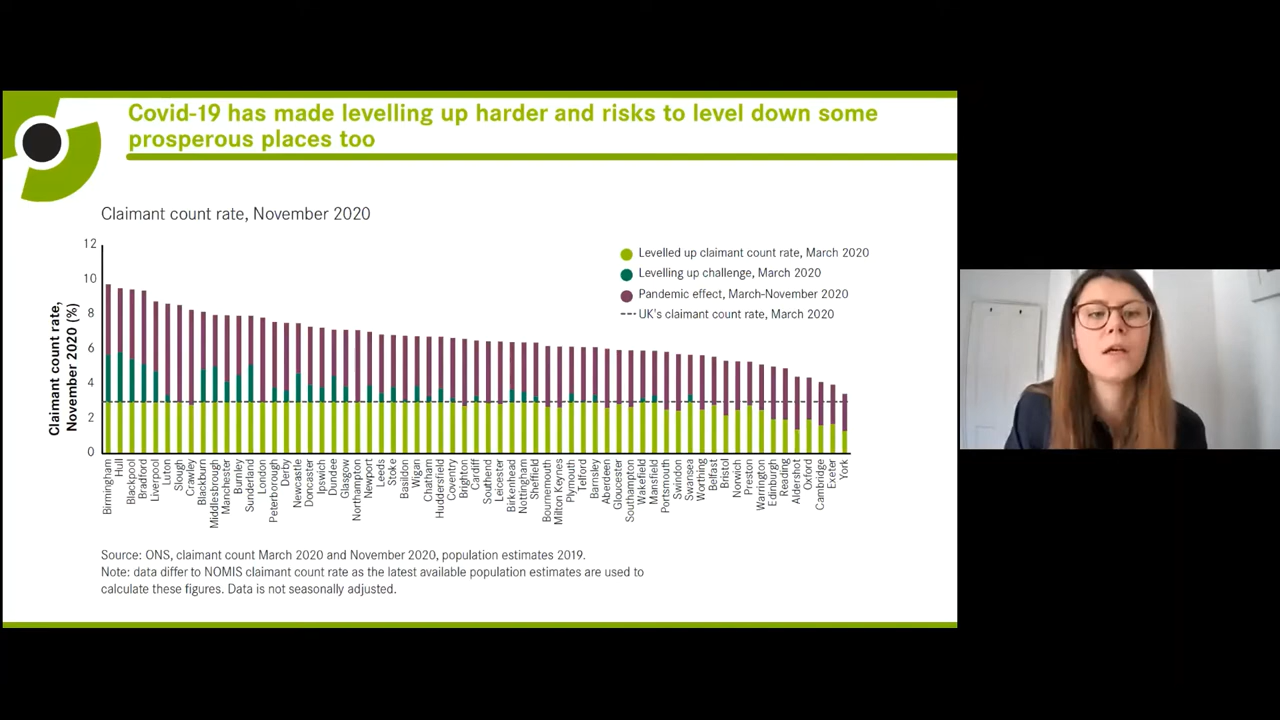 Covid-19 has made levelling up harder and risks to level down some
prosperous places too
Claimant count rate, November 2020
Claimant count rate,
November 2020 (%)
12
10
8
6
4
2
0
Levelled up claimant count rate, March 2020
Levelling up challenge, March 2020
Pandemic effect, March-November 2020
UK's claimant count rate, March 2020
Birmingham
Hull
Blackpool
Bradford
Liverpool
Luton
Slough
Crawley
Blackburn
Middlesbrough
Manchester
Burnley
Sunderland
London
Peterborough
Derby
Newcastle
Doncaster
Ipswich
Dundee
Glasgow
Northampton
Newport
Leeds
Stoke
Basildon
Wigan
Chatham
Huddersfield
Coventry
Brighton
Cardiff
Southend
Leicester
Birkenhead
Nottingham
Sheffield
Bournemouth
Milton Keynes
Plymouth
Telford
Barnsley
Aberdeen
Gloucester
Southampton
Wakefield
Mansfield
Portsmouth
Swindon
Swansea
Worthing
Belfast
Bristol
Norwich
Preston
Warrington
Edinburgh
Reading
Aldershot
Oxford
Cambridge
Exeter
York
Source: ONS, claimant count March 2020 and November 2020, population estimates 2019.
Note: data differ to NOMIS claimant count rate as the latest available population estimates are used to
calculate these figures. Data is not seasonally adjusted.